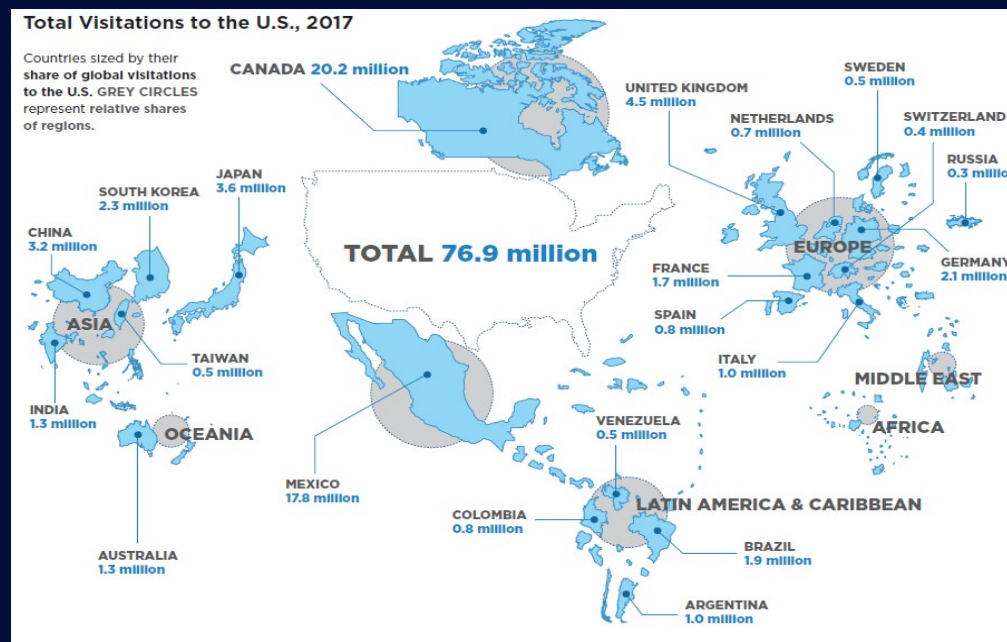 Total Visitations to the U.S., 2017
Countries sized by their
share of global visitations
to the U.S. GREY CIRCLES
represent relative shares
of regions.
CANADA 20.2 million
UNITED KINGDOM
4.5 million
SWEDEN
0.5 million
NETHERLANDS
0.7 million
SWITZERLAND
0.4 million
RUSSIA
0.3 millio
JAPAN
3.6 million
SOUTH KOREA
2.3 million
CHINA
3.2 million
TOTAL 76.9 million
EUROPE
FRANCE
1.7 million
GERMANY
2.1 million
SPAIN
0.8 million
ITALY
1.0 million
ASIA
TAIWAN
0.5 million
INDIA
1.3 million
OCEANIA
MIDDLE EAST
AFRICA
VENEZUELA
0.5 million
MEXICO
17.8 million
LATIN AMERICA & CARIBBEAN
COLOMBIA
0.8 million
AUSTRALIA
1.3 million
BRAZIL
1.9 million
ARGENTINA
1.0 million